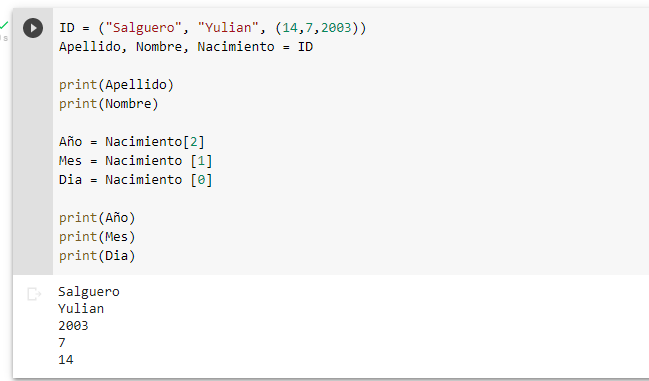 ID = ("Salguero", "Yulian", (14,7,2003))
Apellido, Nombre, Nacimiento = ID
print(Apellido)
print(Nombre)
Año = Nacimiento[2]
Mes = Nacimiento [1]
Dia = Nacimiento [0]
print(Año)
print(Mes)
print(Dia)
Salguero
Yulian
2003
7
14